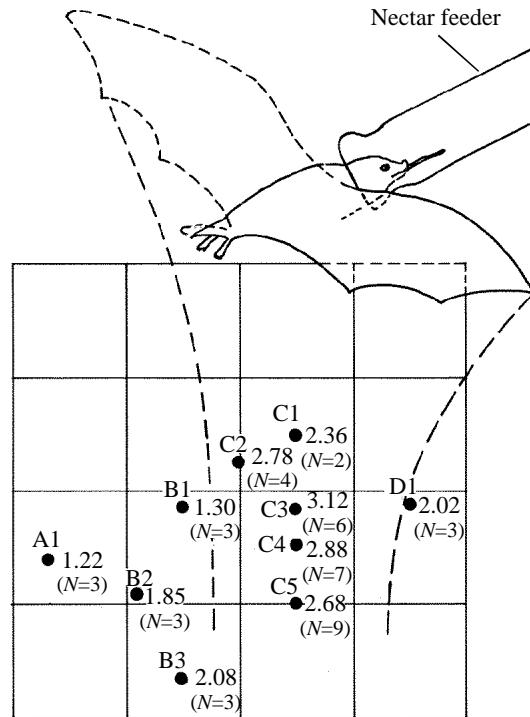 Nectar feeder
C1
2.36
(N=2)
C2
2.78
(N=4)
B1
1.30
(N=3)
C3
3.12
(N=6)
D1
2.02
(N=3)
A1
1.22
(N=3)
C4
2.88
(N=7)
B2
1.85
(N=3)
C5
2.68
(N=9)
B3
2.08
(N=3)